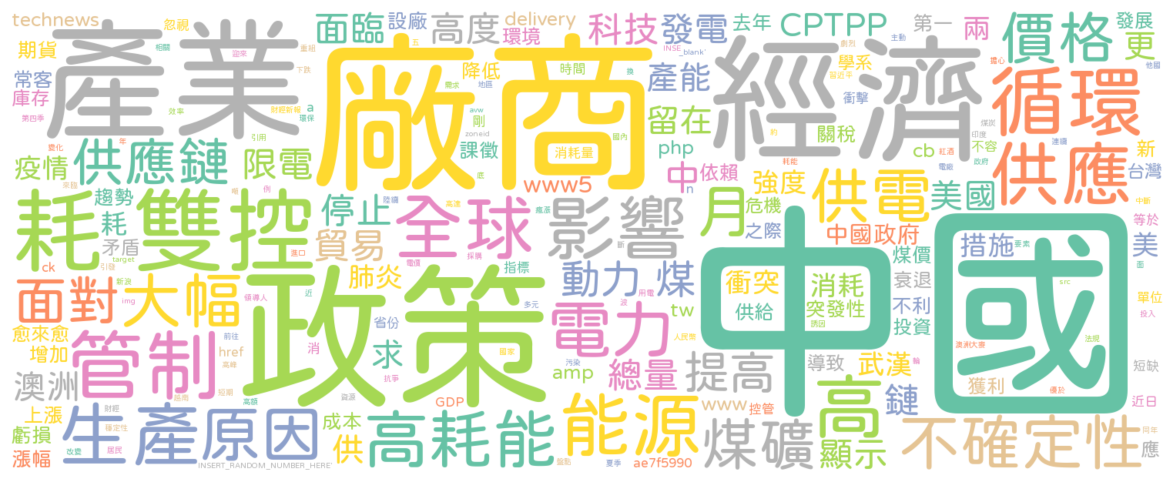 technews
忽視
產業
面臨
設廠
高度
delivery
環境
科技
發電
去年
CPTPP
第一
兩
價格
發展
更
期貨
常客
庫存
第四季
a
廠商
降低
時間
產能
經濟
學系
衝擊
循環
疫情
供應鏈
限電
課徵
消耗量
留在
php
關稅
cb
不容
新
台灣
供應
www5
中
依賴
n
強度
供電
美國
趨勢
耗
耗
雙控
停止
全球
影響
月
危機
之際
中國政府
中國
措施
等於
美
矛盾
target
貿易
ck
面對
大幅
政策
肺炎
指標
動力
煤
衝突
消耗
煤價
衰退
供給
突發性
不利
投資
單位
愈來愈
增加
管制
href
省份
消
求
電力
tw
amp
總量
提高
導致
武漢
獲利
短缺
澳洲
上漲
虧損
漲幅
生產
原因
成本
供
GDP
高耗能
能源
www
控管
煤礦
高
鏈
顯示
不確定性
近日
應
INSERT_RANDOM_NUMBER_HERE
ae7f5990